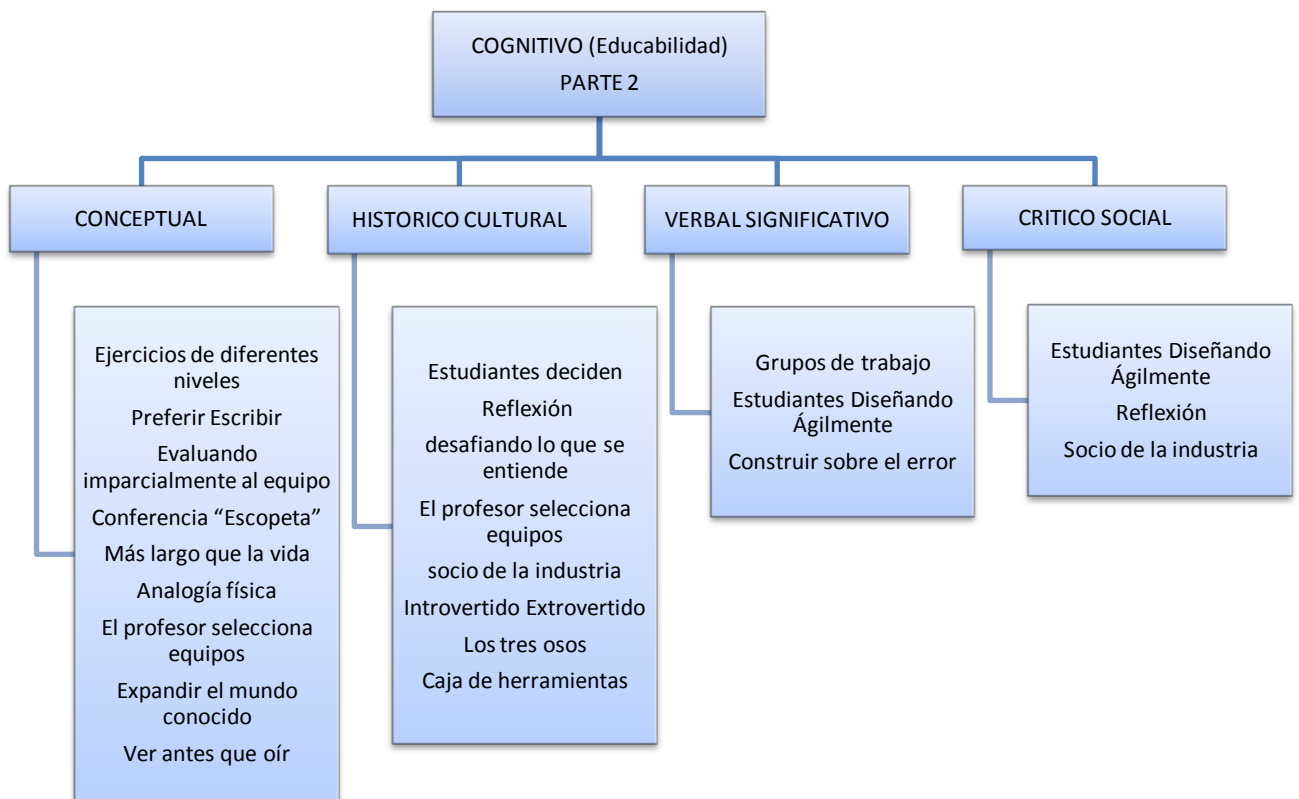 COGNITIVO (Educabilidad)
PARTE 2
CONCEPTUAL
HISTORICO CULTURAL
VERBAL SIGNIFICATIVO
CRITICO SOCIAL
Ejercicios de diferentes
niveles
Preferir Escribir
Evaluando
imparcialmente al equipo
Conferencia “Escopeta”
Más largo que la vida
Analogía física
El profesor selecciona
equipos
Expandir el mundo
conocido
Ver antes que oír
Estudiantes deciden
Reflexión
desafiando lo que se
entiende
El profesor selecciona
equipos
socio de la industria
Introvertido Extrovertido
Los tres osos
Caja de herramientas
Grupos de trabajo
Estudiantes Diseñando
Ágilmente
Construir sobre el error
Estudiantes Diseñando
Ágilmente
Reflexión
Socio de la industria